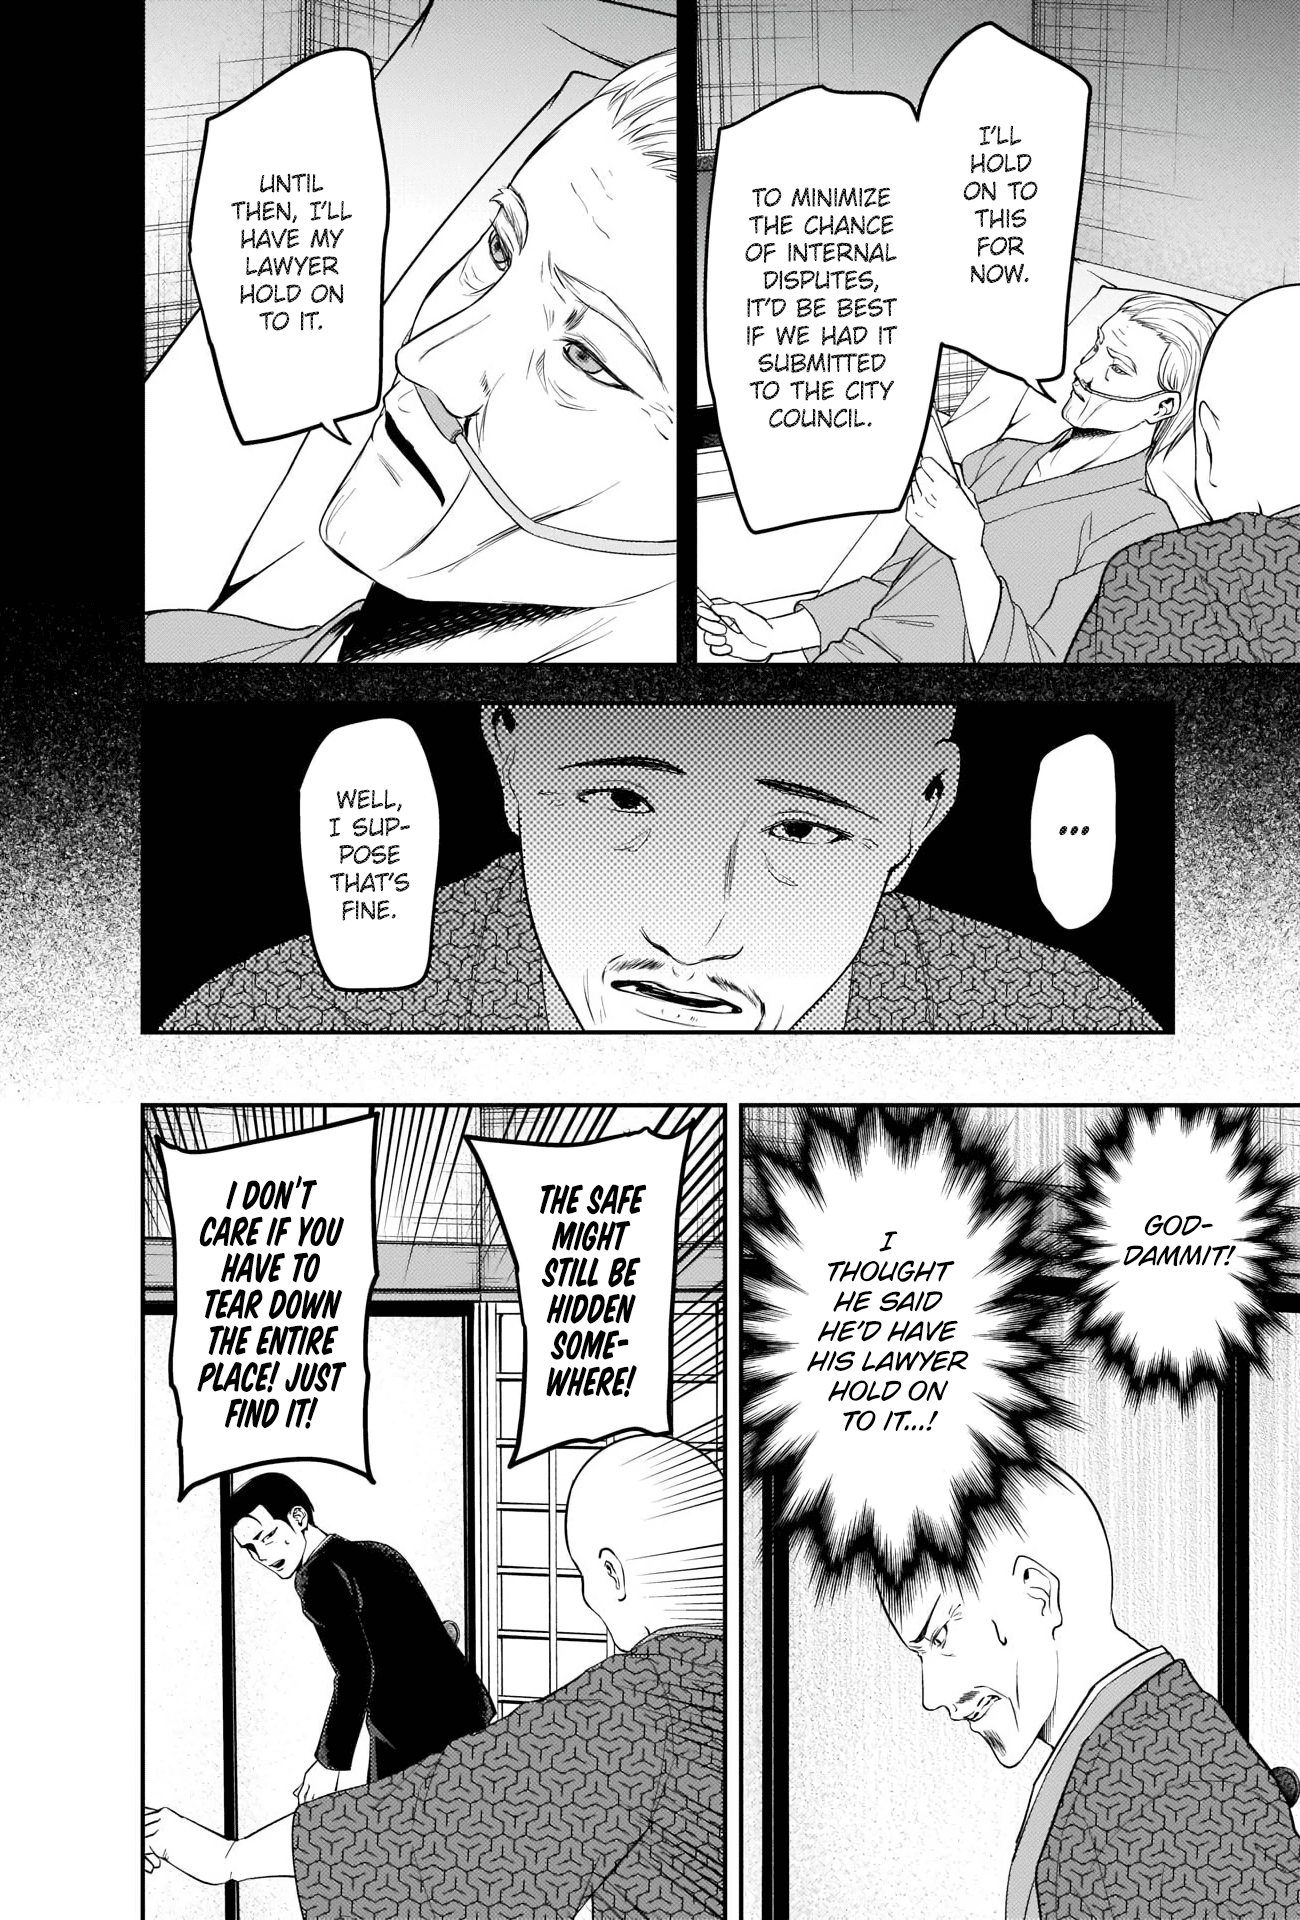 I'LL
HOLD
ON TO
THIS
FOR
NOW.
TO MINIMIZE
THE CHANCE
OF INTERNAL
DISPUTES,
IT'D BE BEST
IF WE HAD IT
SUBMITTED
TO THE CITY
COUNCIL.
UNTIL
THEN, I'LL
HAVE MY
LAWYER
HOLD ON
TO IT.
...
WELL,
I SUP-
POSE
THAT'S
FINE.
GOD-
DAMMIT!
I
THOUGHT
HE SAID
HE'D HAVE
HIS LAWYER
HOLD ON
TO IT...!
THE SAFE
MIGHT
STILL BE
HIDDEN
SOME-
WHERE!
I DON'T
CARE IF YOU
HAVE TO
TEAR DOWN
THE ENTIRE
PLACE! JUST
FIND IT!